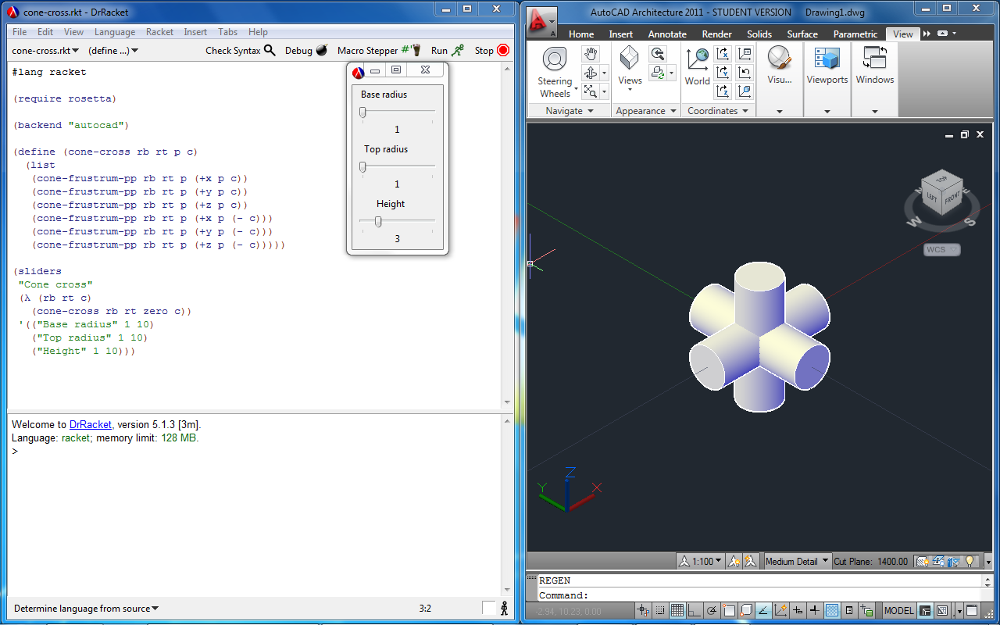 cone-cross.rkt - DrRacket
File Edit View Language Racket Insert Tabs Help
cone-cross.rkt (define ...) Check Syntax Debug Macro Stepper #' Run Stop
#lang racket
(require rosetta)
(backend "autocad")
(define (cone-cross rb rt p c)
(list
(cone-frustrum-pp rb rt p (+x p c))
(cone-frustrum-pp rb rt p (+y p c))
(cone-frustrum-pp rb rt p (+z p c))
(cone-frustrum-pp rb rt p (+x p (- c)))
(cone-frustrum-pp rb rt p (+y p (- c)))
(cone-frustrum-pp rb rt p (+z p (- c)))))
(sliders
"Cone cross"
(λ (rb rt c)
(cone-cross rb rt zero c))
'(("Base radius" 1 10)
("Top radius" 1 10)
("Height" 1 10)))
Base radius
1
Top radius
1
Height
3
Welcome to DrRacket, version 5.1.3 [3m].
Language: racket; memory limit: 128 MB.
>
Determine language from source 3:2
AutoCAD Architecture 2011 - STUDENT VERSION Drawing1.dwg
A
Home Insert Annotate Render Solids Surface Parametric View
Steering
Wheels
Views
World
X
Y
Z
Visu...
Viewports
Windows
Navigate Appearance Coordinates
TOP
LEFT FRONT
N E
W S
WCS
Z
Y X
1:100 Medium Detail Cut Plane: 1400.00
REGEN
Command:
-2.94, 10.23, 0.00 MODEL